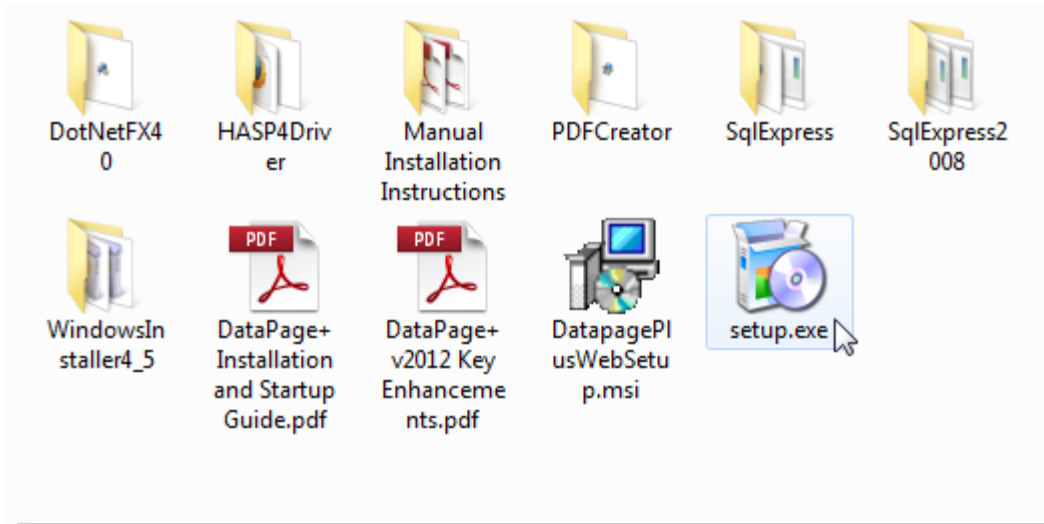 DotNetFX4
0
HASP4Driv
er
Manual
Installation
Instructions
PDFCreator
SqlExpress
SqlExpress2
008
WindowsIn
staller4_5
PDF
DataPage+
Installation
and Startup
Guide.pdf
PDF
DataPage+
v2012 Key
Enhanceme
nts.pdf
DatapagePl
usWebSetu
p.msi
setup.exe